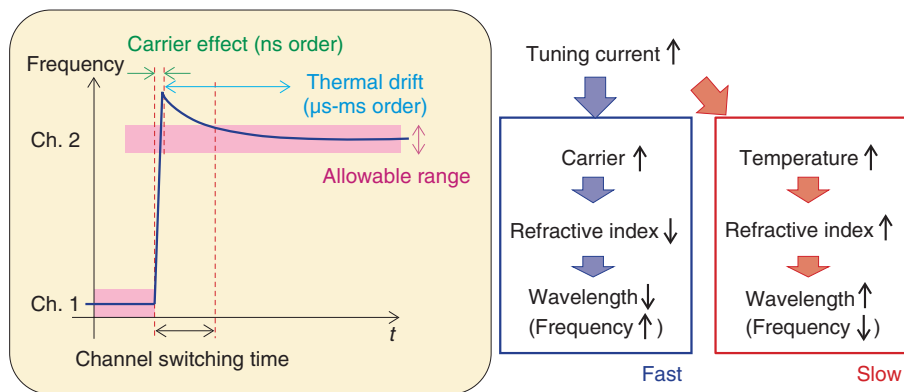 Carrier effect (ns order)
Frequency
Thermal drift
(μs-ms order)
Ch. 2
Allowable range
Ch. 1
t
Channel switching time
Tuning current ↑
Carrier ↑
Refractive index ↓
Wavelength ↓
(Frequency ↑)
Fast
Temperature ↑
Refractive index ↑
Wavelength ↑
(Frequency ↓)
Slow